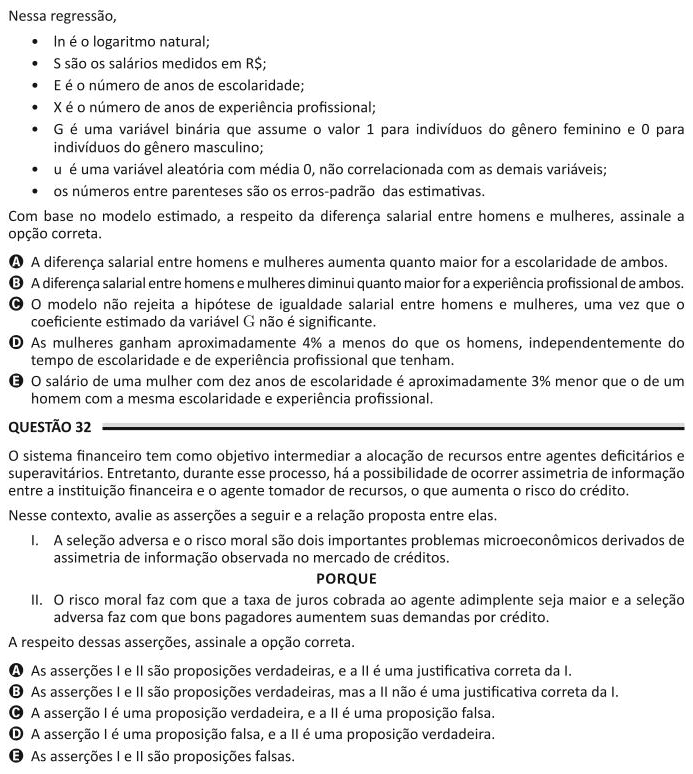 Nessa regressão,
• ln é o logaritmo natural;
• S são os salários medidos em R$;
• E é o número de anos de escolaridade;
• X é o número de anos de experiência profissional;
• G é uma variável binária que assume o valor 1 para indivíduos do gênero feminino e 0 para
indivíduos do gênero masculino;
• u é uma variável aleatória com média 0, não correlacionada com as demais variáveis;
• os números entre parenteses são os erros-padrão das estimativas.
Com base no modelo estimado, a respeito da diferença salarial entre homens e mulheres, assinale a
opção correta.
A A diferença salarial entre homens e mulheres aumenta quanto maior for a escolaridade de ambos.
B A diferença salarial entre homens e mulheres diminui quanto maior for a experiência profissional de ambos.
C O modelo não rejeita a hipótese de igualdade salarial entre homens e mulheres, uma vez que o
coeficiente estimado da variável G não é significante.
D As mulheres ganham aproximadamente 4% a menos do que os homens, independentemente do
tempo de escolaridade e de experiência profissional que tenham.
E O salário de uma mulher com dez anos de escolaridade é aproximadamente 3% menor que o de um
homem com a mesma escolaridade e experiência profissional.
QUESTÃO 32
O sistema financeiro tem como objetivo intermediar a alocação de recursos entre agentes deficitários e
superavitários. Entretanto, durante esse processo, há a possibilidade de ocorrer assimetria de informação
entre a instituição financeira e o agente tomador de recursos, o que aumenta o risco do crédito.
Nesse contexto, avalie as asserções a seguir e a relação proposta entre elas.
I. A seleção adversa e o risco moral são dois importantes problemas microeconômicos derivados de
assimetria de informação observada no mercado de créditos.
PORQUE
II. O risco moral faz com que a taxa de juros cobrada ao agente adimplente seja maior e a seleção
adversa faz com que bons pagadores aumentem suas demandas por crédito.
A respeito dessas asserções, assinale a opção correta.
A As asserções I e II são proposições verdadeiras, e a II é uma justificativa correta da I.
B As asserções I e II são proposições verdadeiras, mas a II não é uma justificativa correta da I.
C A asserção I é uma proposição verdadeira, e a II é uma proposição falsa.
D A asserção I é uma proposição falsa, e a II é uma proposição verdadeira.
E As asserções I e II são proposições falsas.